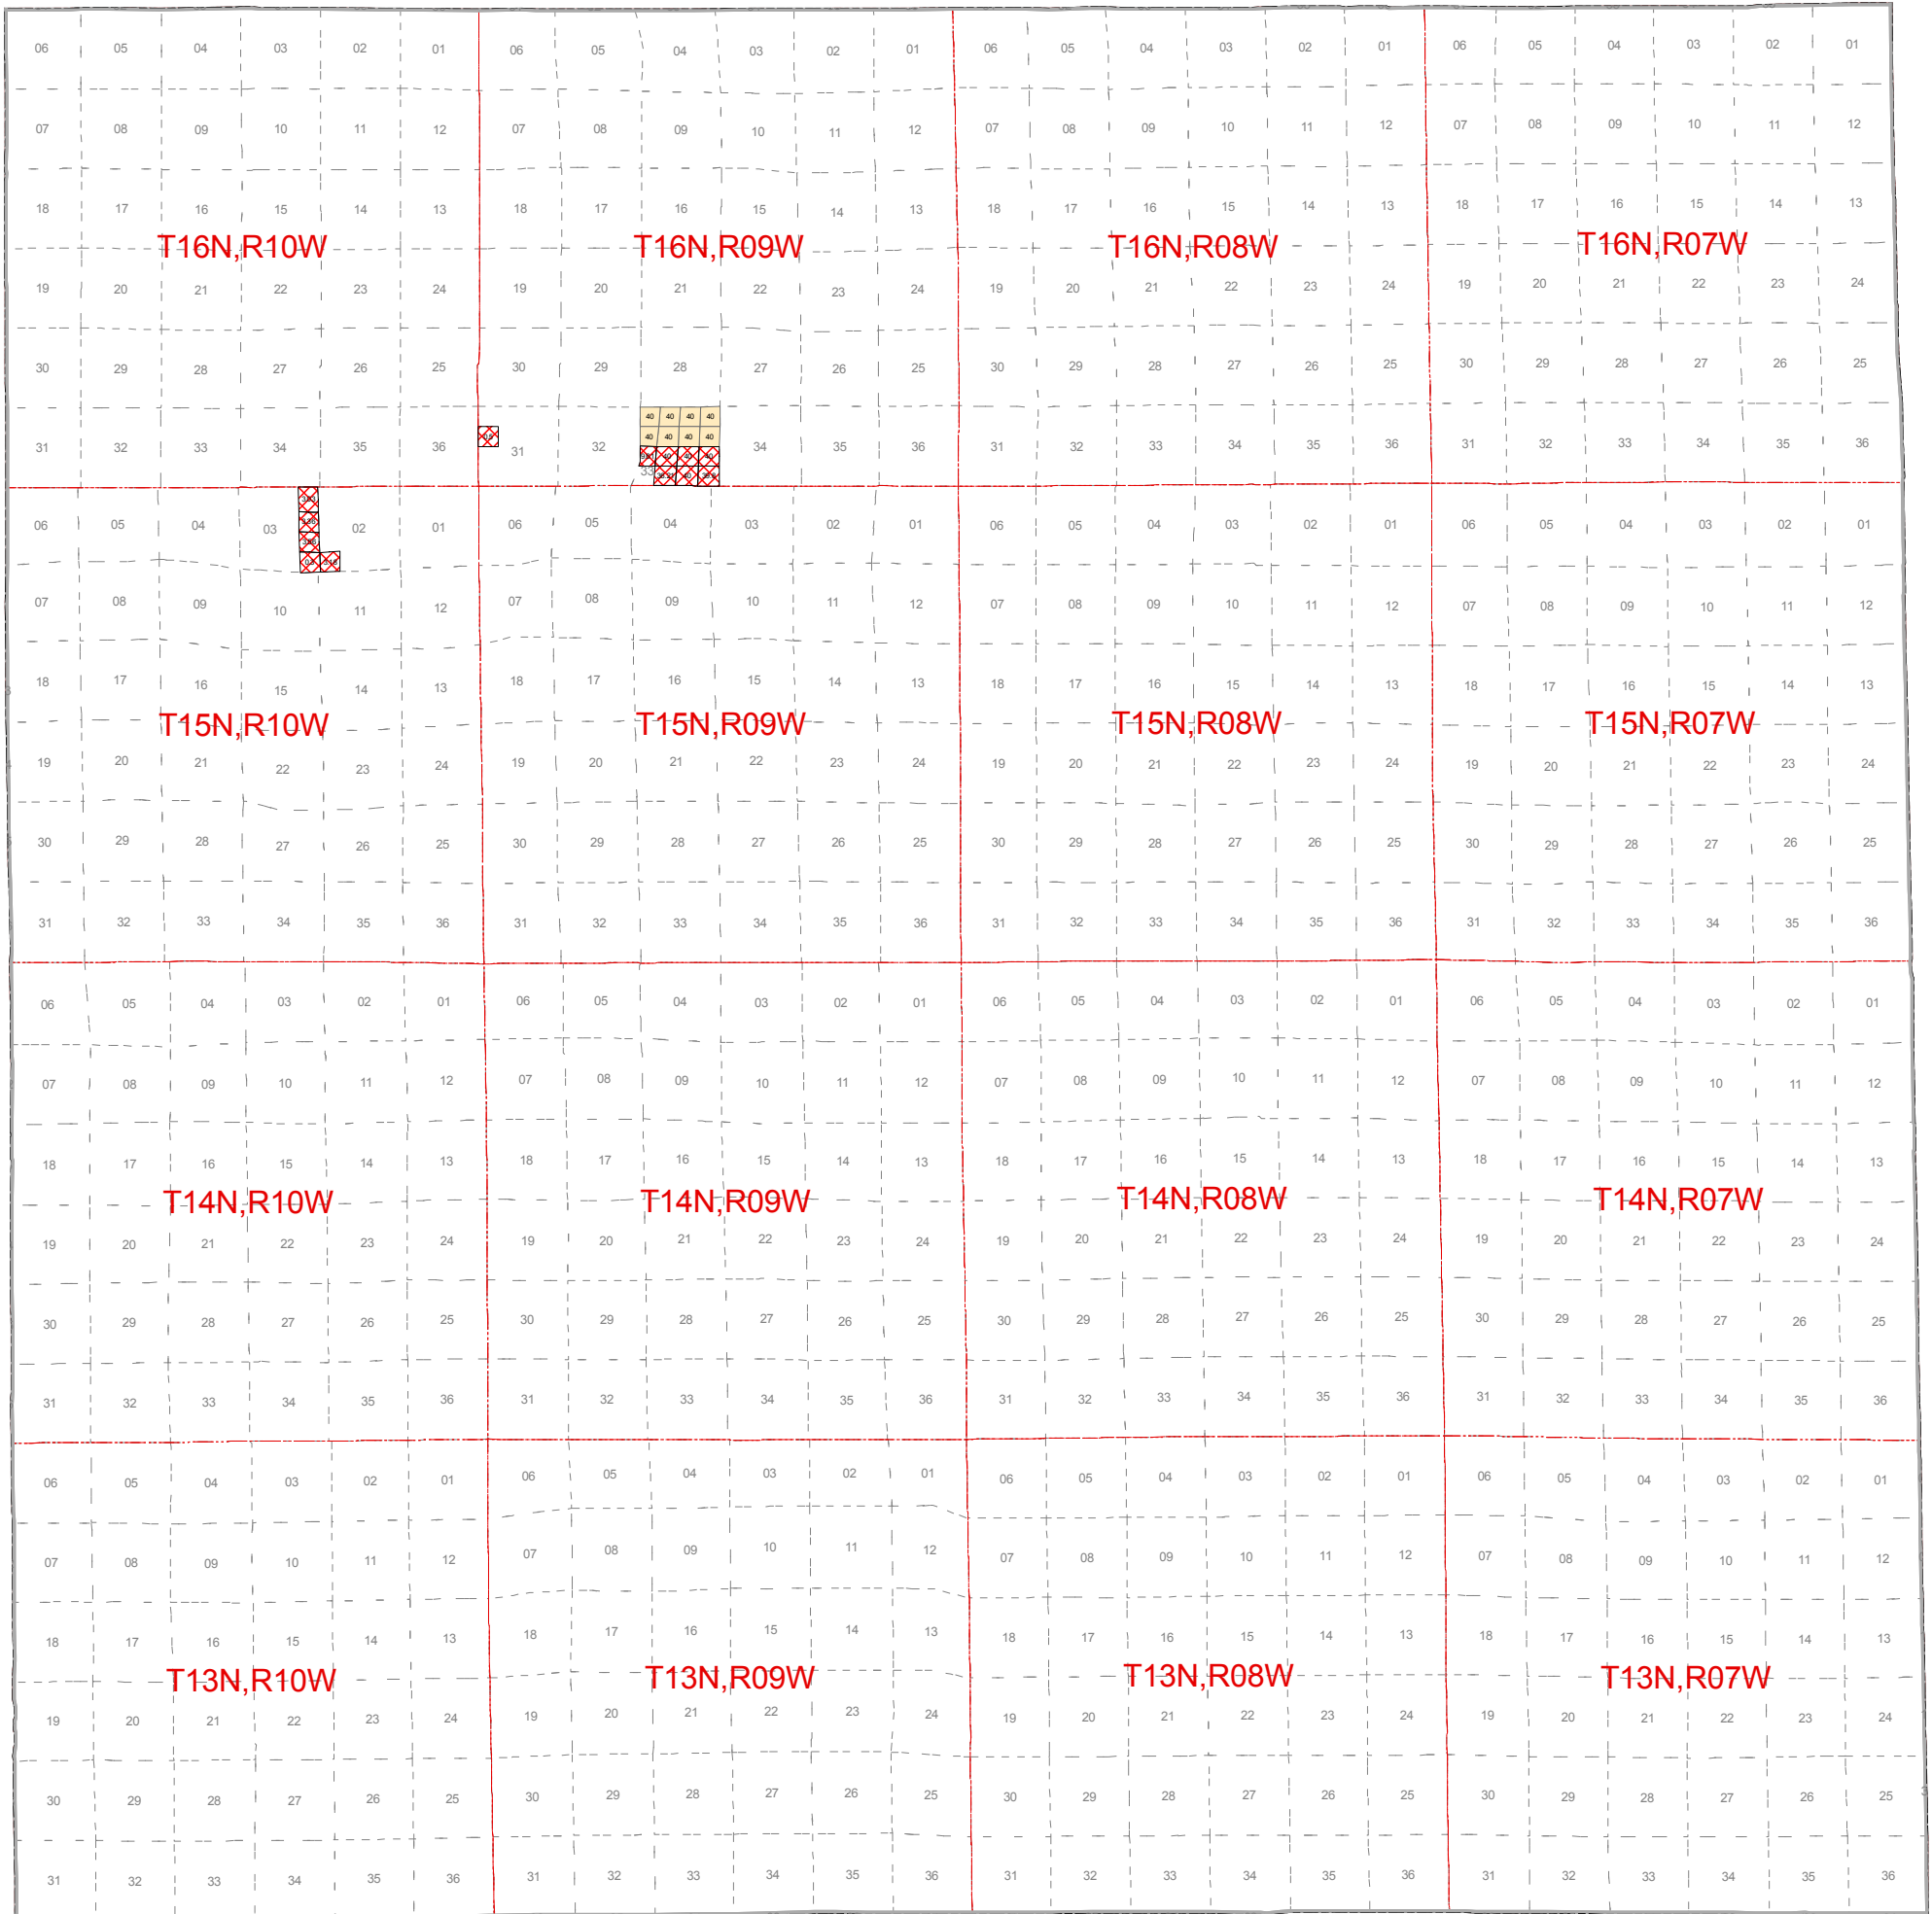 06 05 04 03 02 01 06 05 04 03 02 01 06 05 04 03 02 01 06 05 04 03 02 01
07 08 09 10 11 12 07 08 09 10 11 12 07 08 09 10 11 12 07 08 09 10 11 12
18 17 16 15 14 13 18 17 16 15 14 13 18 17 16 15 14 13 18 17 16 15 14 13
T16N,R10W T16N,R09W T16N,R08W T16N,R07W
19 20 21 22 23 24 19 20 21 22 23 24 19 20 21 22 23 24 19 20 21 22 23 24
30 29 28 27 26 25 30 29 28 27 26 25 30 29 28 27 26 25 30 29 28 27 26 25
40 40 40 40
40 40 40 40
31 32 33 34 35 36 31 32 34 35 36 31 32 33 34 35 36 31 32 33 34 35 36
40 40 40
33 40
06 05 04 03 02 01 06 05 04 03 02 01 06 05 04 03 02 01 06 05 04 03 02 01
07 08 09 10 11 12 07 08 09 10 11 12 07 08 09 10 11 12 07 08 09 10 11 12
18 17 16 15 14 13 18 17 16 15 14 13 18 17 16 15 14 13 18 17 16 15 14 13
T15N,R10W T15N,R09W T15N,R08W T15N,R07W
19 20 21 22 23 24 19 20 21 22 23 24 19 20 21 22 23 24 19 20 21 22 23 24
30 29 28 27 26 25 30 29 28 27 26 25 30 29 28 27 26 25 30 29 28 27 26 25
31 32 33 34 35 36 31 32 33 34 35 36 31 32 33 34 35 36 31 32 33 34 35 36
06 05 04 03 02 01 06 05 04 03 02 01 06 05 04 03 02 01 06 05 04 03 02 01
07 08 09 10 11 12 07 08 09 10 11 12 07 08 09 10 11 12 07 08 09 10 11 12
18 17 16 15 14 13 18 17 16 15 14 13 18 17 16 15 14 13 18 17 16 15 14 13
T14N,R10W T14N,R09W T14N,R08W T14N,R07W
19 20 21 22 23 24 19 20 21 22 23 24 19 20 21 22 23 24 19 20 21 22 23 24
30 29 28 27 26 25 30 29 28 27 26 25 30 29 28 27 26 25 30 29 28 27 26 25
31 32 33 34 35 36 31 32 33 34 35 36 31 32 33 34 35 36 31 32 33 34 35 36
06 05 04 03 02 01 06 05 04 03 02 01 06 05 04 03 02 01 06 05 04 03 02 01
07 08 09 10 11 12 07 08 09 10 11 12 07 08 09 10 11 12 07 08 09 10 11 12
18 17 16 15 14 13 18 17 16 15 14 13 18 17 16 15 14 13 18 17 16 15 14 13
T13N,R10W T13N,R09W T13N,R08W T13N,R07W
19 20 21 22 23 24 19 20 21 22 23 24 19 20 21 22 23 24 19 20 21 22 23 24
30 29 28 27 26 25 30 29 28 27 26 25 30 29 28 27 26 25 30 29 28 27 26 25
31 32 33 34 35 36 31 32 33 34 35 36 31 32 33 34 35 36 31 32 33 34 35 36